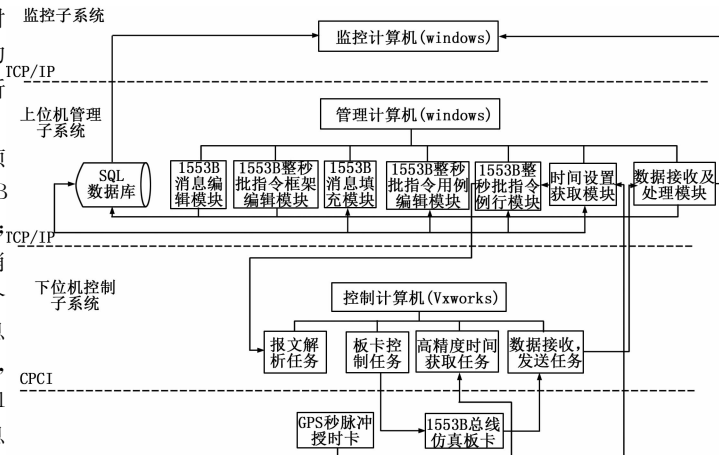 监控子系统
监控计算机(windows)
TCP/IP
上位机管理
子系统
管理计算机(windows)
SQL
数据库
1553B
消息编
辑模块
1553B整秒
批指令框架
编辑模块
1553B
消息填
充模块
1553B整秒
批指令用例
编辑模块
1553B整
秒批指令
例行模块
时间设置
获取模块
数据接收及
处理模块
TCP/IP
下位机控制
子系统
控制计算机(Vxworks)
报文解
析任务
板卡控
制任务
高精度时间
获取任务
数据接收,
发送任务
CPCI
GPS秒脉冲
授时卡
1553B总线
仿真板卡